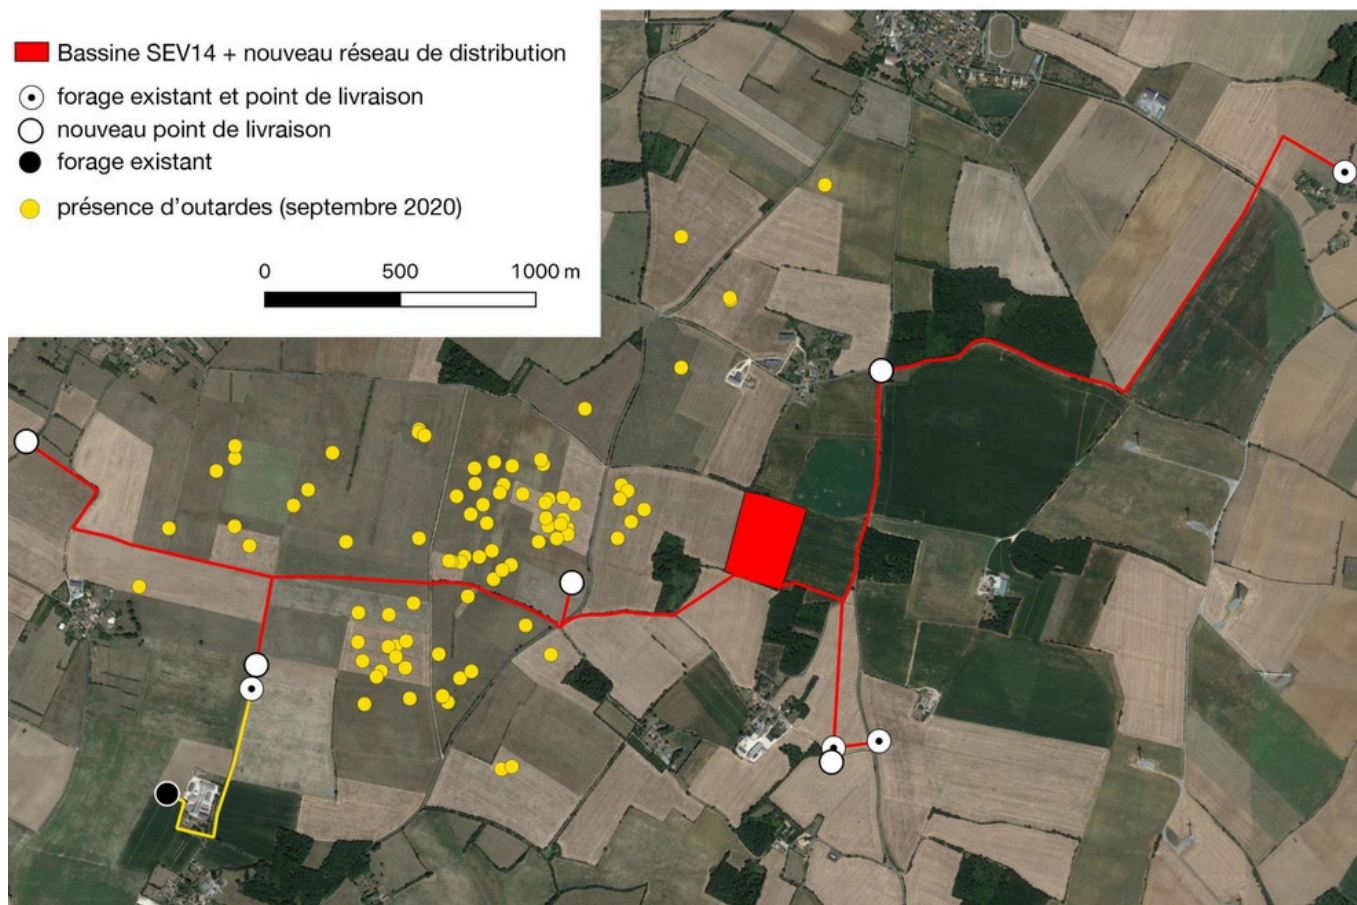 Bassine SEV14 + nouveau réseau de distribution
forage existant et point de livraison
nouveau point de livraison
forage existant
présence d'outardes (septembre 2020)
0 500 1000 m